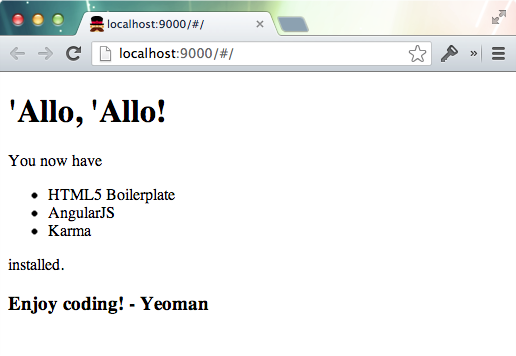 localhost:9000/#/
localhost:9000/#/
'Allo, 'Allo!
You now have
HTML5 Boilerplate
AngularJS
Karma
installed.
Enjoy coding! - Yeoman